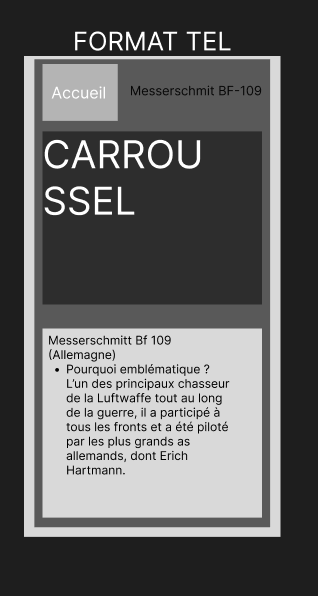 FORMAT TEL
Accueil
Messerschmit BF-109
CARROU
SSEL
Messerschmitt Bf 109
(Allemagne)
• Pourquoi emblématique ?
L'un des principaux chasseur
de la Luftwaffe tout au long
de la guerre, il a participé à
tous les fronts et a été piloté
par les plus grands as
allemands, dont Erich
Hartmann.